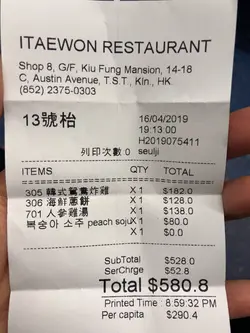 ITAEWON RESTAURANT
Shop 8, G/F, Kiu Fung Mansion, 14-18
C, Austin Avenue, T.S.T., Kln., HK.
(852) 2375-0303
13號枱
16/04/2019
19:13:00
H2019075411
列印次數 0 seulji
ITEMS QTY TOTAL
305 韓式鴛鴦炸雞 X 1 $182.0
306 海鮮蔥餅 X 1 $128.0
701 人參雞湯 X 1 $138.0
복숭아 소주 peach soju X 1 $80.0
X 1 $0.0
SubTotal $528.0
SerChrge $52.8
Total $580.8
Printed Time : 8:59:32 PM
Per capita $290.4